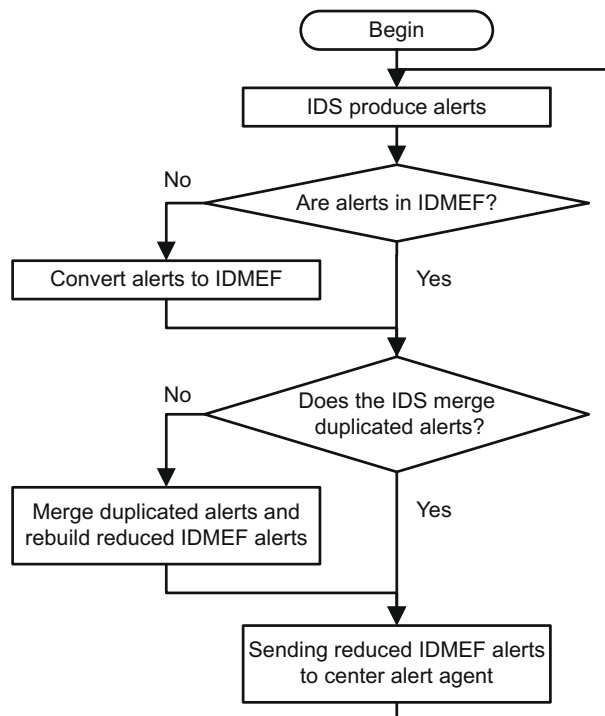 Begin
IDS produce alerts
No
Are alerts in IDMEF?
Convert alerts to IDMEF
Yes
No
Does the IDS merge
duplicated alerts?
Merge duplicated alerts and
rebuild reduced IDMEF alerts
Yes
Sending reduced IDMEF alerts
to center alert agent